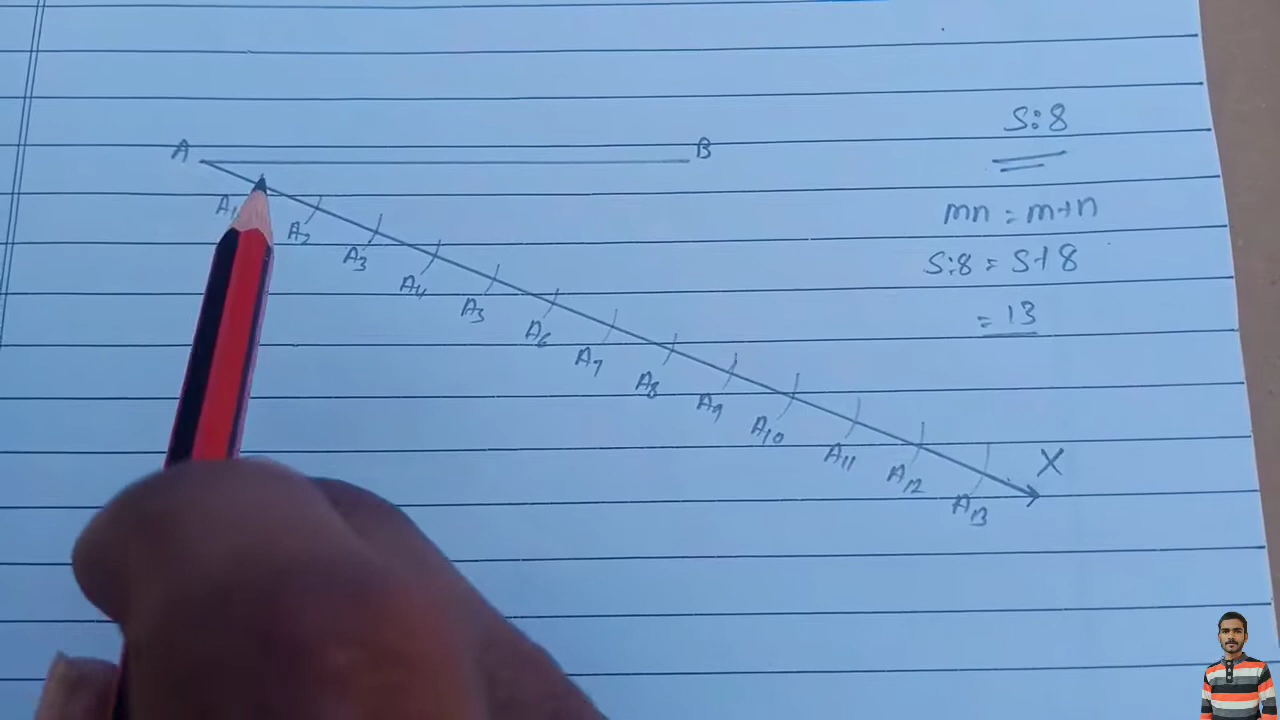 A B
5:8
mn = m+n
5:8 = 5+8
= 13
A1
A2
A3
A4
A5
A6
A7
A8
A9
A10
A11
A12
A13
X